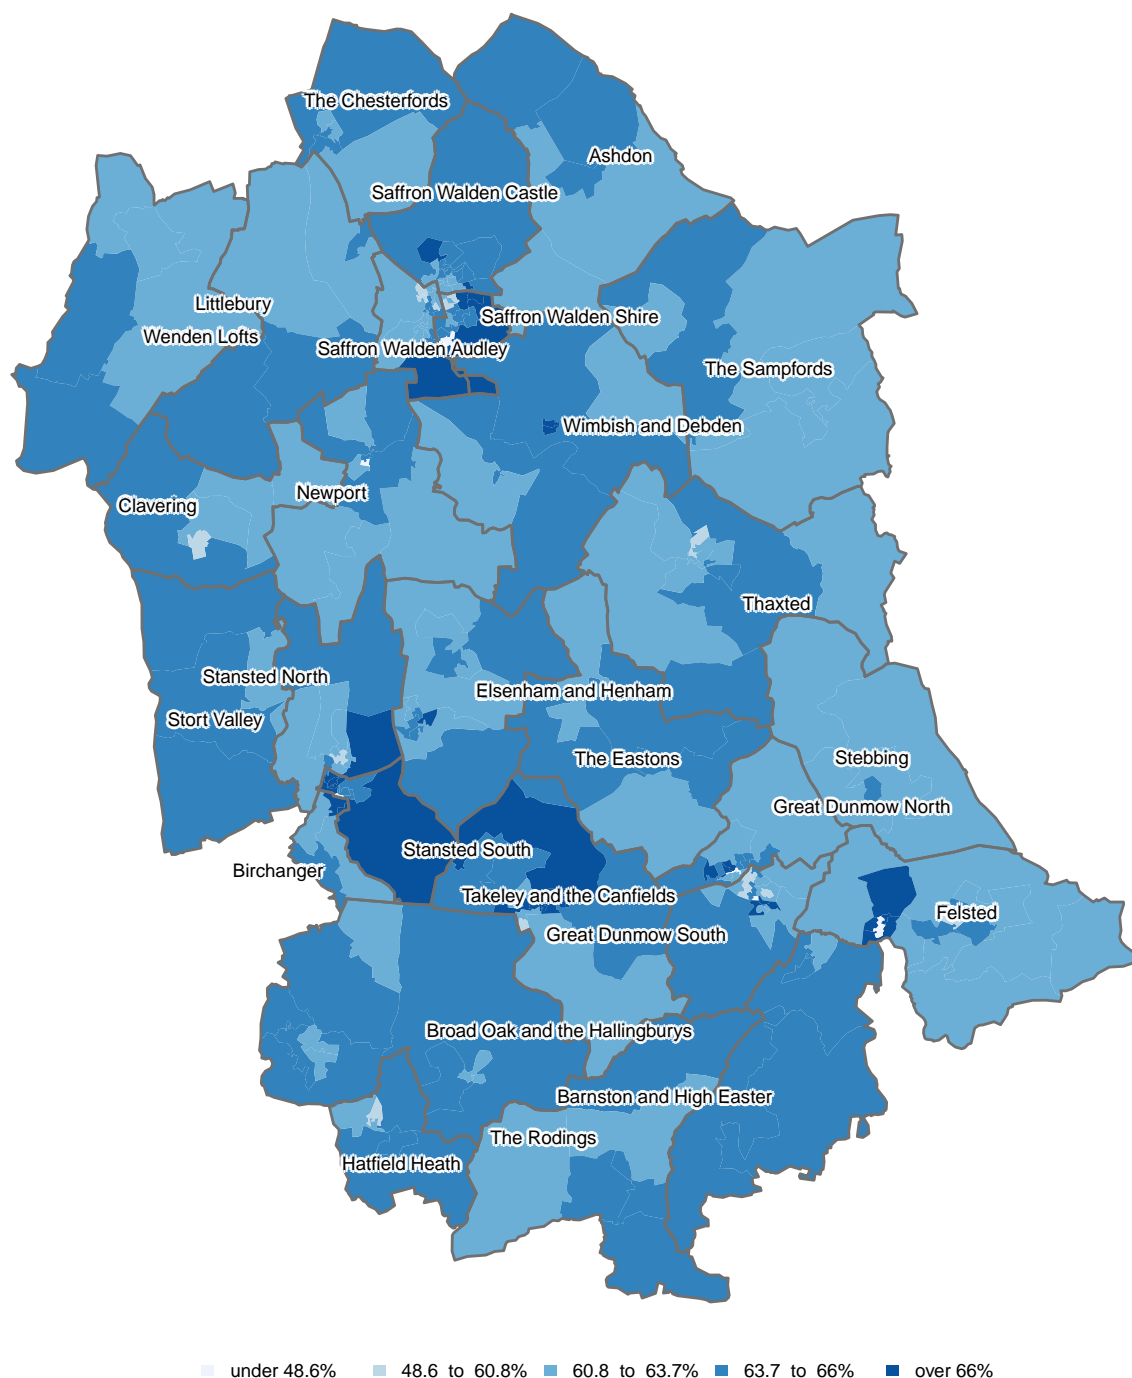 The Chesterfords
Ashdon
Saffron Walden Castle
Littlebury
Saffron Walden Shire
Wenden Lofts
Saffron Walden Audley
The Sampfords
Wimbish and Debden
Newport
Clavering
Thaxted
Stansted North
Elsenham and Henham
Stort Valley
The Eastons
Stebbing
Great Dunmow North
Stansted South
Birchanger
Takeley and the Canfields
Felsted
Great Dunmow South
Broad Oak and the Hallingburys
Barnston and High Easter
The Rodings
Hatfield Heath
under 48.6% 48.6 to 60.8% 60.8 to 63.7% 63.7 to 66% over 66%